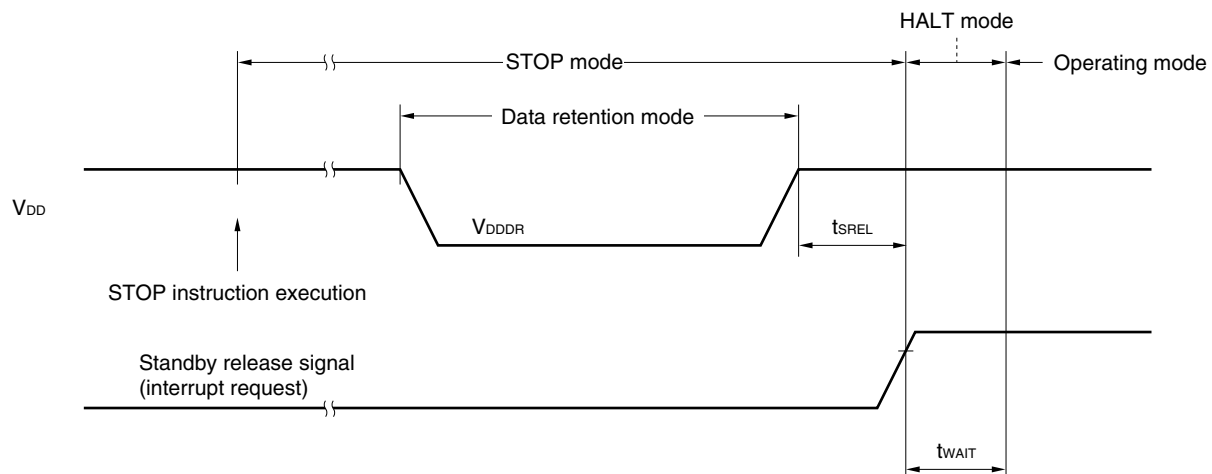 HALT mode
STOP mode
Operating mode
Data retention mode
VDD
VDDDR
tSREL
STOP instruction execution
Standby release signal
(interrupt request)
tWAIT